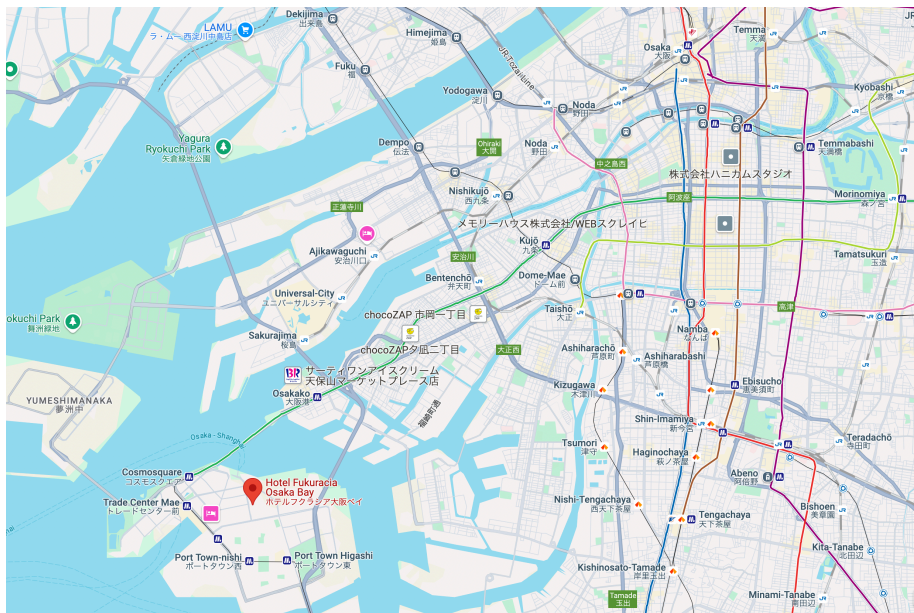 Dekijima
出来島
LAMU
ラ・ムー 西淀川中島店
Himejima
姫島
JR Tozai Line
Temma
天満
Osaka
大阪
Fuku
福
Yodogawa
淀川
Kyobashi
京橋
Noda
野田
Yagura
Ryokuchi Park
矢倉緑地公園
Dempo
伝法
Ohiraki
大開
Noda
野田
中之島西
Temmabashi
天満橋
株式会社ハニカムスタジオ
Nishikujō
西九条
正蓮寺川
阿波座
Morinomiya
森ノ宮
メモリーハウス株式会社/WEBスクレイピ
Ajikawaguchi
安治川口
安治川
Kujō
九条
Tamatsukuri
玉造
Bentenchō
弁天町
Dome-Mae
ドーム前
Universal-City
ユニバーサルシティ
chocoZAP 市岡一丁目
Taishō
大正
高津
okuchi Park
舞洲緑地
Sakurajima
桜島
Namba
なんば
chocoZAP夕凪二丁目
大正西
Ashiharachō
芦原町
Ashiharabashi
芦原橋
BR
サーティワンアイスクリーム
天保山マーケットプレース店
Kizugawa
木津川
Ebisucho
恵美須町
YUMESHIMANAKA
夢洲中
Osakako
大阪港
福崎町通
Shin-Imamiya
新今宮
Osaka-Shanghai
Tsumori
津守
Teradachō
寺田町
Haginochaya
萩ノ茶屋
Cosmosquare
コスモスクエア
Abeno
阿倍野
Hotel Fukuracia
Osaka Bay
ホテルフクラシア大阪ベイ
Trade Center Mae
トレードセンター前
Nishi-Tengachaya
西天下茶屋
Bishoen
美章園
Tengachaya
天下茶屋
Port Town-nishi
ポートタウン西
Port Town Higashi
ポートタウン東
Kita-Tanabe
北田辺
Kishinosato-Tamade
岸里玉出
Tamade
玉出
Minami-Tanabe
南田辺